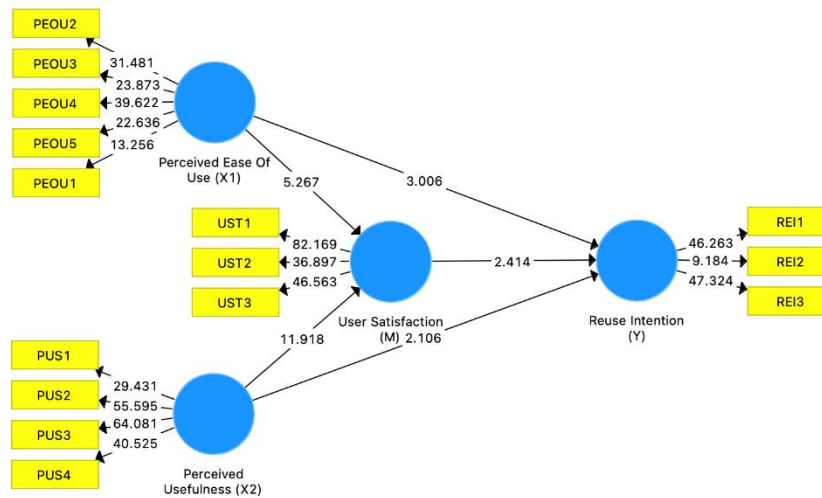 PEOU2
PEOU3
PEOU4
PEOU5
PEOU1
31.481
23.873
39.622
22.636
13.256
Perceived Ease Of
Use (X1)
5.267
3.006
UST1
UST2
UST3
82.169
36.897
46.563
User Satisfaction
(M)
2.414
46.263
9.184
47.324
REI1
REI2
REI3
Reuse Intention
(Y)
11.918
2.106
PUS1
PUS2
PUS3
PUS4
29.431
55.595
64.081
40.525
Perceived
Usefulness (X2)